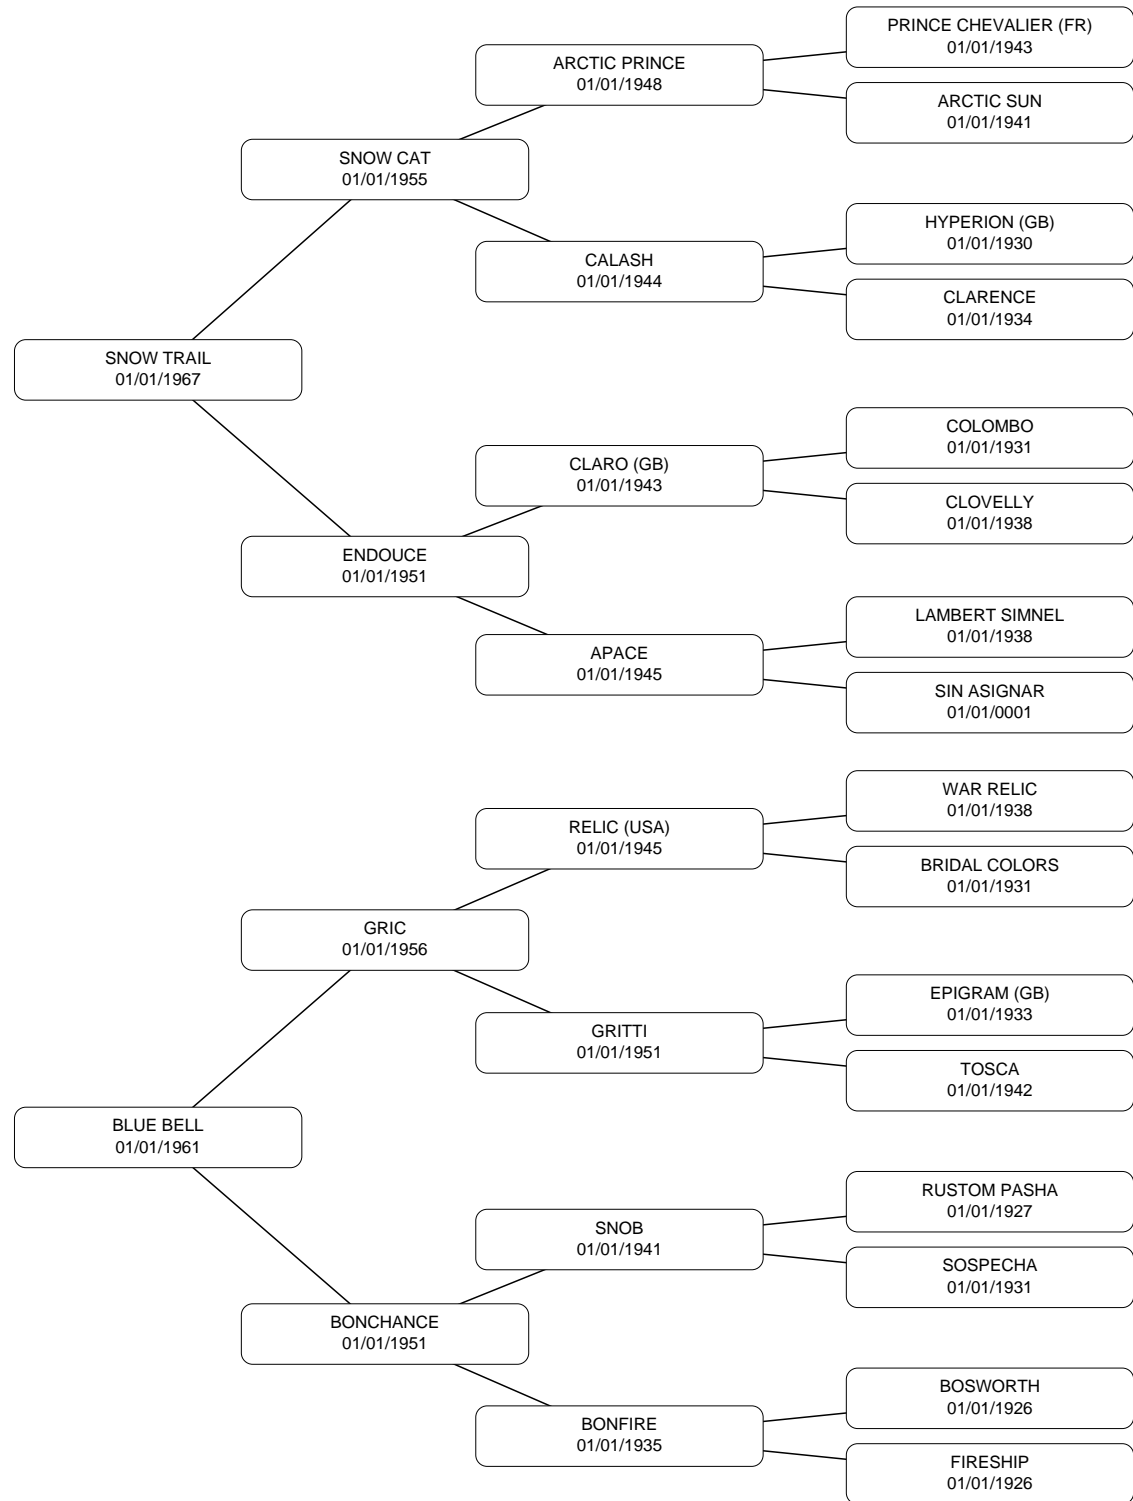 PRINCE CHEVALIER (FR)
01/01/1943
ARCTIC PRINCE
01/01/1948
ARCTIC SUN
01/01/1941
SNOW CAT
01/01/1955
HYPERION (GB)
01/01/1930
CALASH
01/01/1944
CLARENCE
01/01/1934
SNOW TRAIL
01/01/1967
COLOMBO
01/01/1931
CLARO (GB)
01/01/1943
CLOVELLY
01/01/1938
ENDOUCE
01/01/1951
LAMBERT SIMNEL
01/01/1938
APACE
01/01/1945
SIN ASIGNAR
01/01/0001
WAR RELIC
01/01/1938
RELIC (USA)
01/01/1945
BRIDAL COLORS
01/01/1931
GRIC
01/01/1956
EPIGRAM (GB)
01/01/1933
GRITTI
01/01/1951
TOSCA
01/01/1942
BLUE BELL
01/01/1961
RUSTOM PASHA
01/01/1927
SNOB
01/01/1941
SOSPECHA
01/01/1931
BONCHANCE
01/01/1951
BOSWORTH
01/01/1926
BONFIRE
01/01/1935
FIRESHIP
01/01/1926